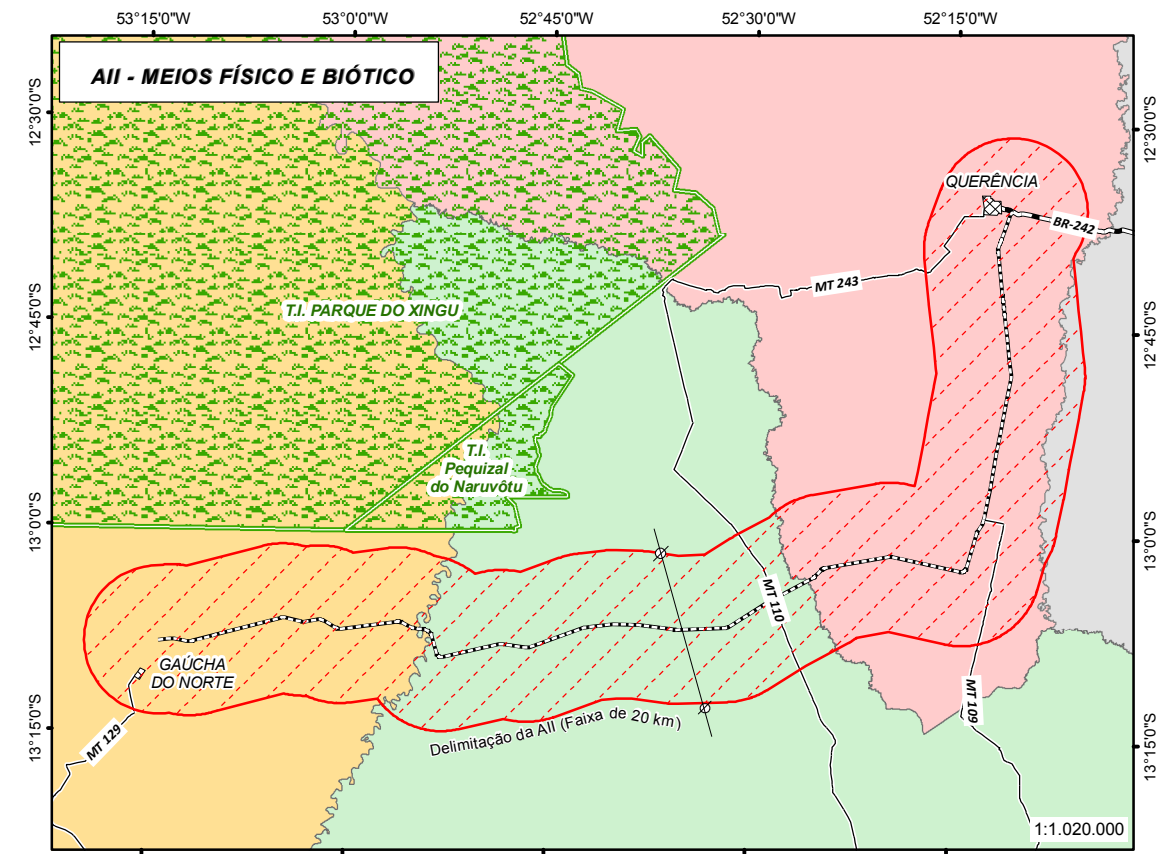 53°15'0"O
53°0'0"O
52°45'0"O
52°30'0"O
52°15'0"O
AII - MEIOS FÍSICO E BIÓTICO
12°30'0"S
12°30'0"S
QUERÊNCIA
BR-242
MT 243
T.I. PARQUE DO XINGU
12°45'0"S
12°45'0"S
T.I.
Pequizal
do Naruvôtu
13°0'0"S
13°0'0"S
MT 110
GAÚCHA
DO NORTE
MT 109
MT 129
Delimitação da AII (Faixa de 20 km)
13°15'0"S
13°15'0"S
1:1.020.000